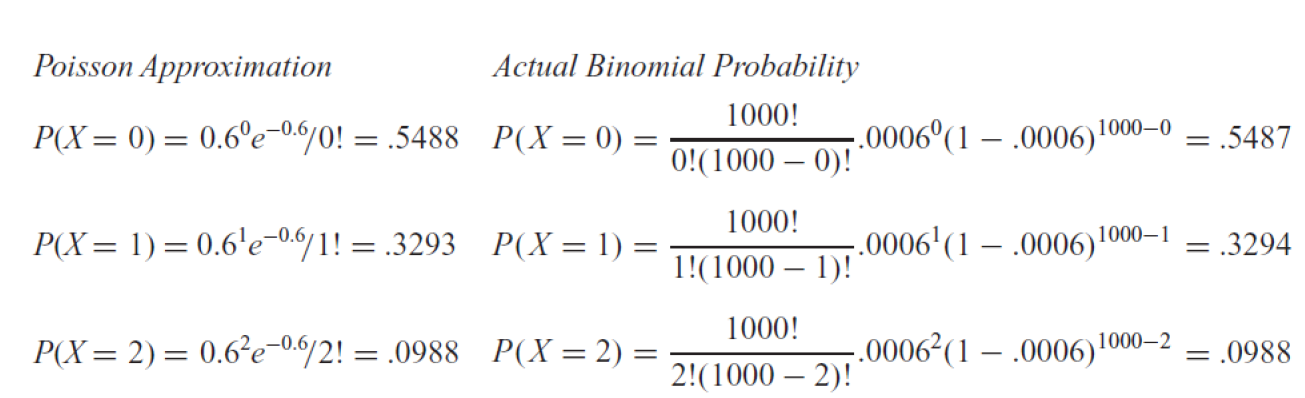 Poisson Approximation Actual Binomial Probability
P(X = 0) = 0.6⁰e⁻⁰·⁶/0! = .5488 P(X = 0) = 1000!/0!(1000 − 0)! .0006⁰(1 − .0006)¹⁰⁰⁰⁻⁰ = .5487
P(X = 1) = 0.6¹e⁻⁰·⁶/1! = .3293 P(X = 1) = 1000!/1!(1000 − 1)! .0006¹(1 − .0006)¹⁰⁰⁰⁻¹ = .3294
P(X = 2) = 0.6²e⁻⁰·⁶/2! = .0988 P(X = 2) = 1000!/2!(1000 − 2)! .0006²(1 − .0006)¹⁰⁰⁰⁻² = .0988